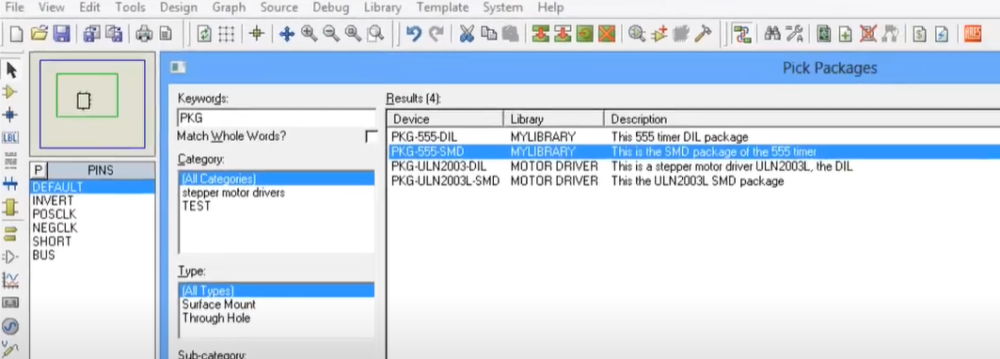 File View Edit Tools Design Graph Source Debug Library Template System Help
Pick Packages
Keywords:
PKG
Match Whole Words?
Category:
(All Categories)
stepper motor drivers
TEST
Type:
(All Types)
Surface Mount
Through Hole
Sub-category:
Results (4):
Device Library Description
PKG-555-DIL MYLIBRARY This 555 timer DIL package
PKG-555-SMD MYLIBRARY This is the SMD package of the 555 timer
PKG-ULN2003-DIL MOTOR DRIVER This is a stepper motor driver ULN2003L, the DIL
PKG-ULN2003L-SMD MOTOR DRIVER This the ULN2003L SMD package
P PINS
DEFAULT
INVERT
POSCLK
NEGCLK
SHORT
BUS
LBL
ARES